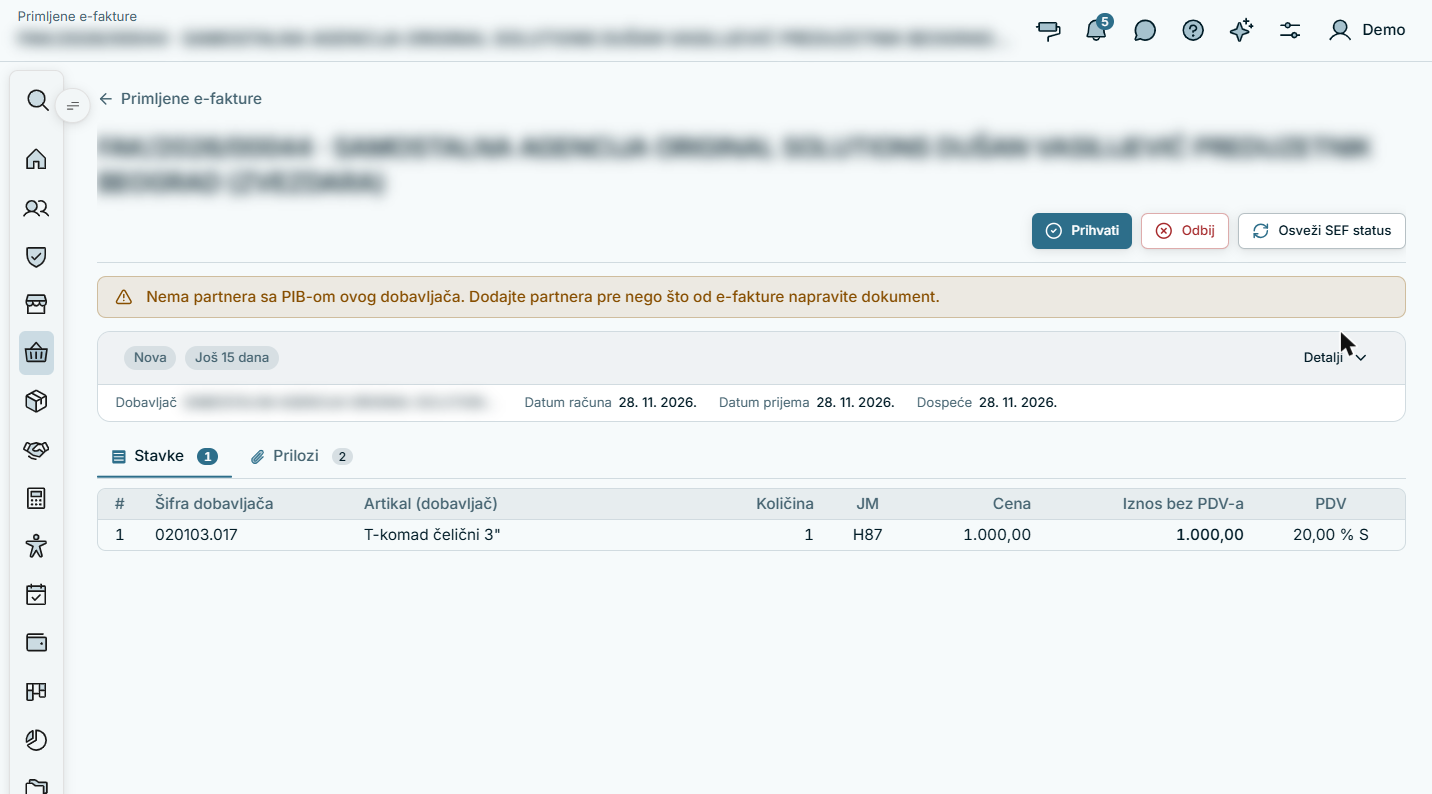 Primljene e-fakture
5
Demo
Primljene e-fakture
Prihvati
Odbij
Osveži SEF status
Nema partnera sa PIB-om ovog dobavljača. Dodajte partnera pre nego što od e-fakture napravite dokument.
Nova
Još 15 dana
Detalji
Dobavljač
Datum računa 28. 11. 2026.
Datum prijema 28. 11. 2026.
Dospeće 28. 11. 2026.
Stavke 1
Prilozi 2
# Šifra dobavljača Artikal (dobavljač) Količina JM Cena Iznos bez PDV-a PDV
1 020103.017 T-komad čelični 3" 1 H87 1.000,00 1.000,00 20,00 % S